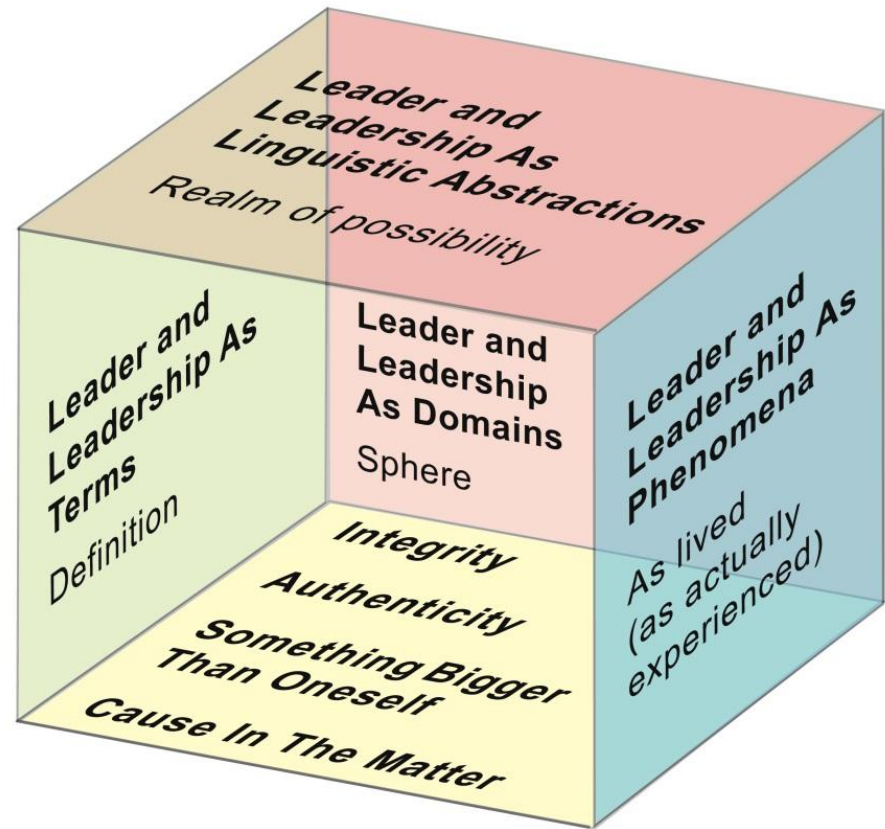 Leader and
Leadership As
Linguistic Abstractions
Realm of possibility
Leader and
Leadership As
Terms
Definition
Leader and
Leadership
As Domains
Sphere
Leader and
Leadership As
Phenomena
As lived
(as actually
experienced)
Integrity
Authenticity
Something Bigger
Than Oneself
Cause In The Matter